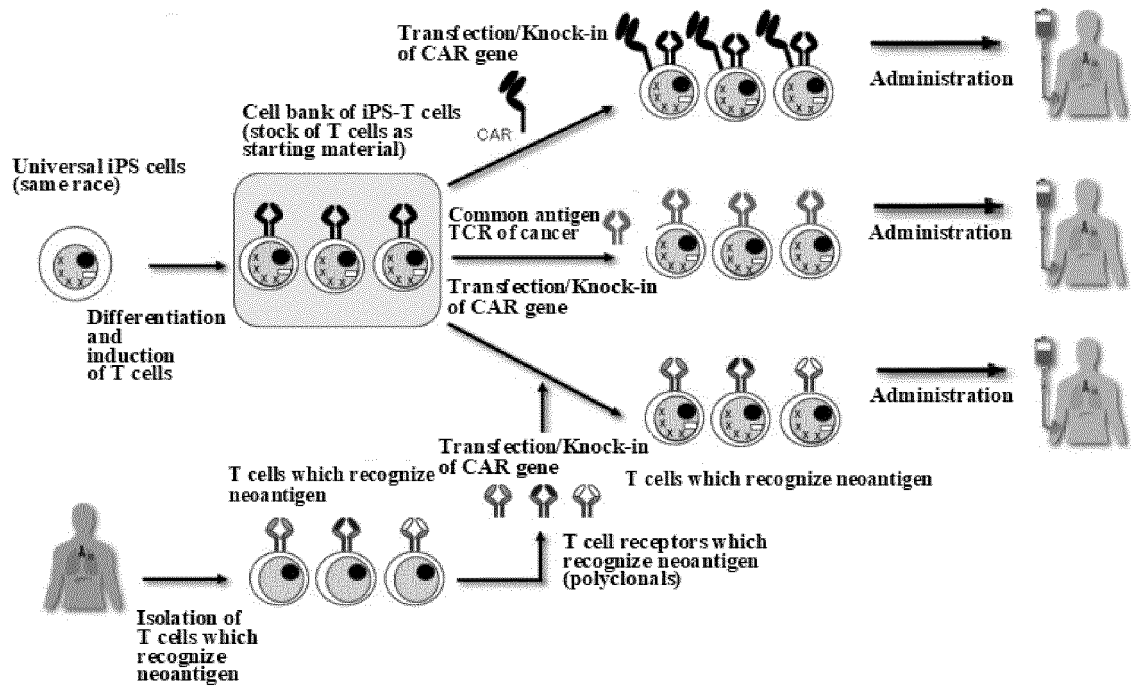 Transfection/Knock-in
of CAR gene
CAR
Administration
Cell bank of iPS-T cells
(stock of T cells as
starting material)
Universal iPS cells
(same race)
Differentiation
and
induction
of T cells
Common antigen
TCR of cancer
Transfection/Knock-in
of CAR gene
Administration
Administration
Transfection/Knock-in
of CAR gene
T cells which recognize
neoantigen
T cells which recognize neoantigen
T cell receptors which
recognize neoantigen
(polyclonals)
Isolation of
T cells which
recognize
neoantigen